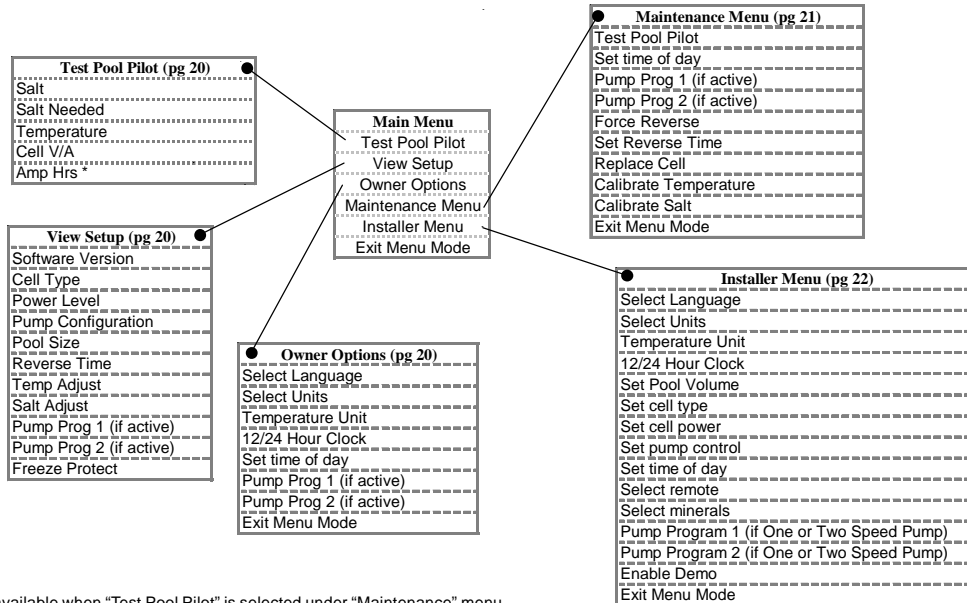 Test Pool Pilot (pg 20)
Salt
Salt Needed
Temperature
Cell V/A
Amp Hrs *
View Setup (pg 20)
Software Version
Cell Type
Power Level
Pump Configuration
Pool Size
Reverse Time
Temp Adjust
Salt Adjust
Pump Prog 1 (if active)
Pump Prog 2 (if active)
Freeze Protect
Main Menu
Test Pool Pilot
View Setup
Owner Options
Maintenance Menu
Installer Menu
Exit Menu Mode
Owner Options (pg 20)
Select Language
Select Units
Temperature Unit
12/24 Hour Clock
Set time of day
Pump Prog 1 (if active)
Pump Prog 2 (if active)
Exit Menu Mode
Maintenance Menu (pg 21)
Test Pool Pilot
Set time of day
Pump Prog 1 (if active)
Pump Prog 2 (if active)
Force Reverse
Set Reverse Time
Replace Cell
Calibrate Temperature
Calibrate Salt
Exit Menu Mode
Installer Menu (pg 22)
Select Language
Select Units
Temperature Unit
12/24 Hour Clock
Set Pool Volume
Set cell type
Set cell power
Set pump control
Set time of day
Select remote
Select minerals
Pump Program 1 (if One or Two Speed Pump)
Pump Program 2 (if One or Two Speed Pump)
Enable Demo
Exit Menu Mode
when "Test Pool Pilot" is selected under "Maintenance" menu